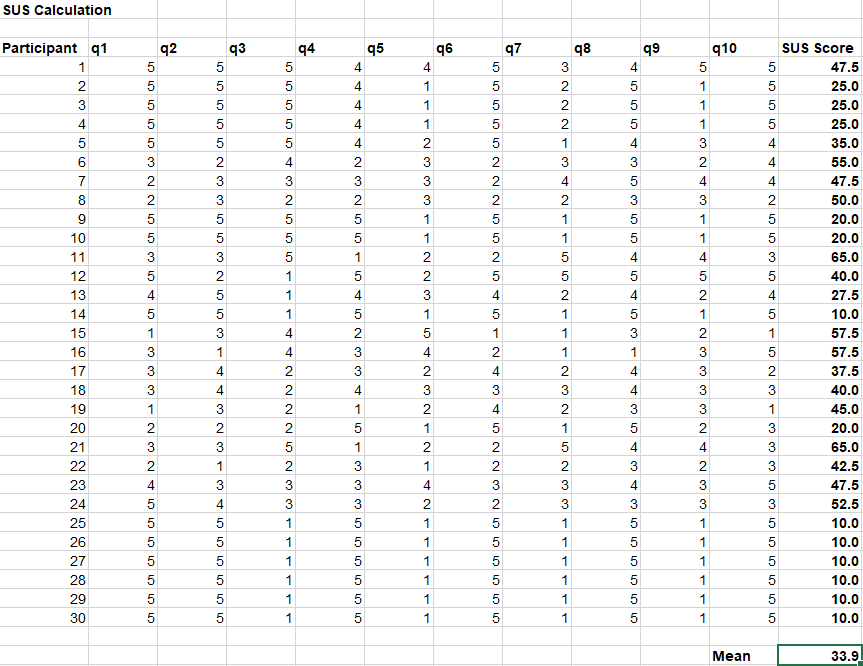 SUS Calculation
Participant q1 q2 q3 q4 q5 q6 q7 q8 q9 q10 SUS Score
1 5 5 5 4 4 5 3 4 5 5 47.5
2 5 5 5 4 1 5 2 5 1 5 25.0
3 5 5 5 4 1 5 2 5 1 5 25.0
4 5 5 5 4 1 5 2 5 1 5 25.0
5 5 5 5 4 2 5 1 4 3 4 35.0
6 3 2 4 2 3 2 3 3 2 4 55.0
7 2 3 3 3 3 2 4 5 4 4 47.5
8 2 3 2 2 3 2 2 3 3 2 50.0
9 5 5 5 5 1 5 1 5 1 5 20.0
10 5 5 5 5 1 5 1 5 1 5 20.0
11 3 3 5 1 2 2 5 4 4 3 65.0
12 5 2 1 5 2 5 5 5 5 5 40.0
13 4 5 1 4 3 4 2 4 2 4 27.5
14 5 5 1 5 1 5 1 5 1 5 10.0
15 1 3 4 2 5 1 1 3 2 1 57.5
16 3 1 4 3 4 2 1 1 3 5 57.5
17 3 4 2 3 2 4 2 4 3 2 37.5
18 3 4 2 4 3 3 3 4 3 3 40.0
19 1 3 2 1 2 4 2 3 3 1 45.0
20 2 2 2 5 1 5 1 5 2 3 20.0
21 3 3 5 1 2 2 5 4 4 3 65.0
22 2 1 2 3 1 2 2 3 2 3 42.5
23 4 3 3 3 4 3 3 4 3 5 47.5
24 5 4 3 3 2 2 3 3 3 3 52.5
25 5 5 1 5 1 5 1 5 1 5 10.0
26 5 5 1 5 1 5 1 5 1 5 10.0
27 5 5 1 5 1 5 1 5 1 5 10.0
28 5 5 1 5 1 5 1 5 1 5 10.0
29 5 5 1 5 1 5 1 5 1 5 10.0
30 5 5 1 5 1 5 1 5 1 5 10.0
Mean 33.9